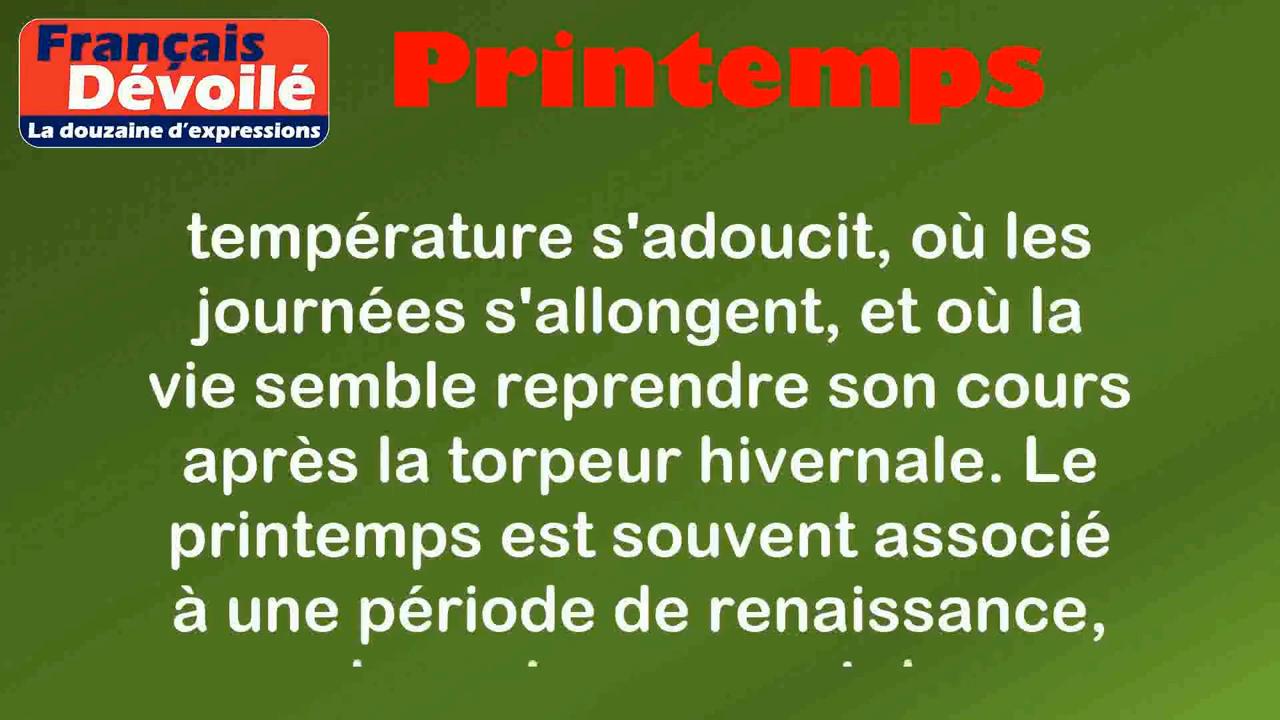 Français
Dévoilé
La douzaine d'expressions
Printemps
température s'adoucit, où les
journées s'allongent, et où la
vie semble reprendre son cours
après la torpeur hivernale. Le
printemps est souvent associé
à une période de renaissance,